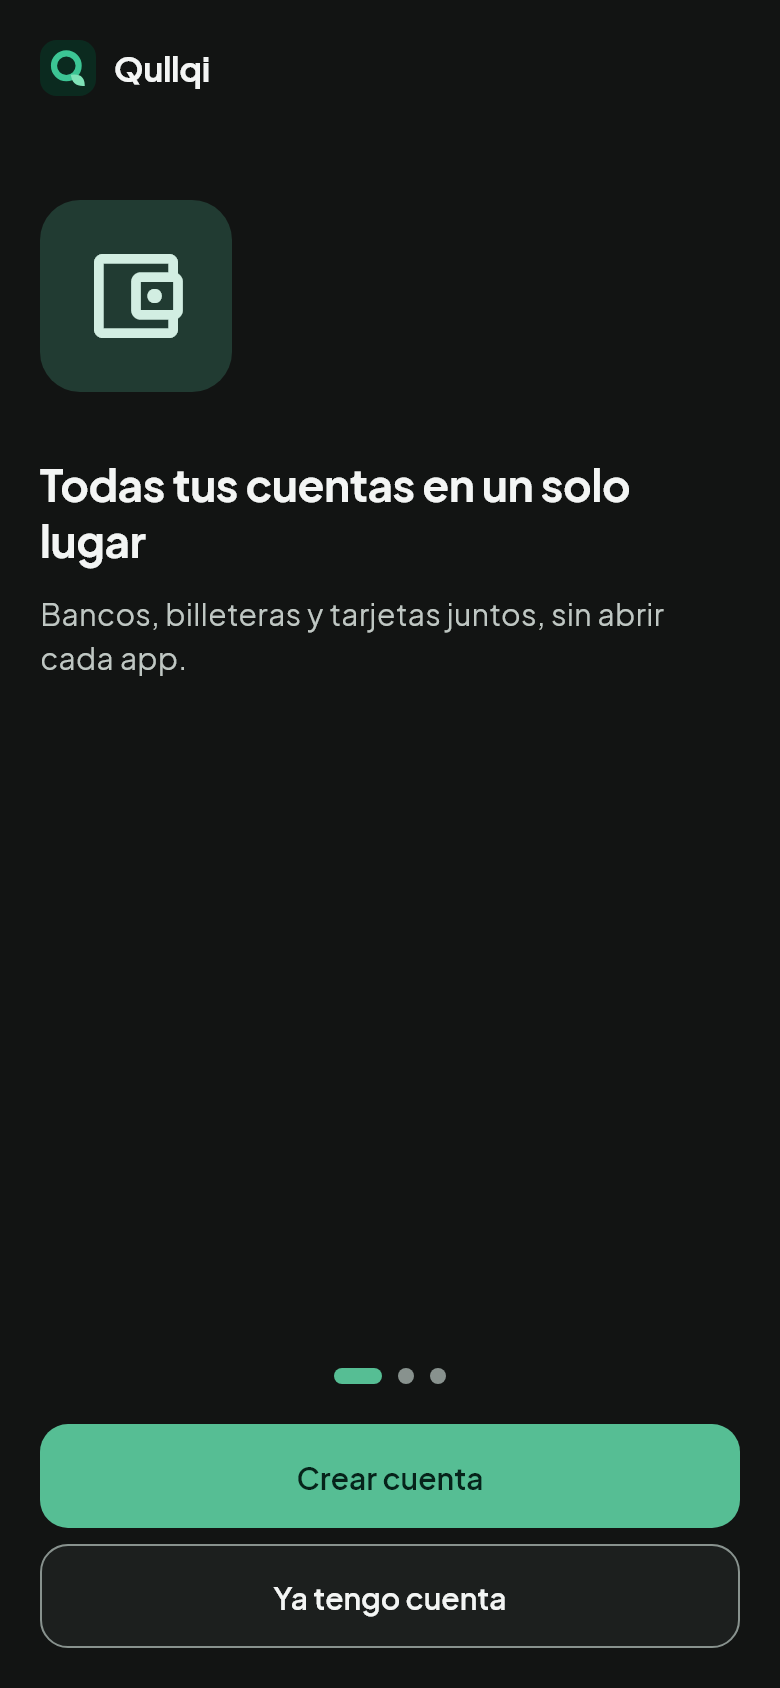 Qullqi
Todas tus cuentas en un solo
lugar
Bancos, billeteras y tarjetas juntos, sin abrir
cada app.
Crear cuenta
Ya tengo cuenta